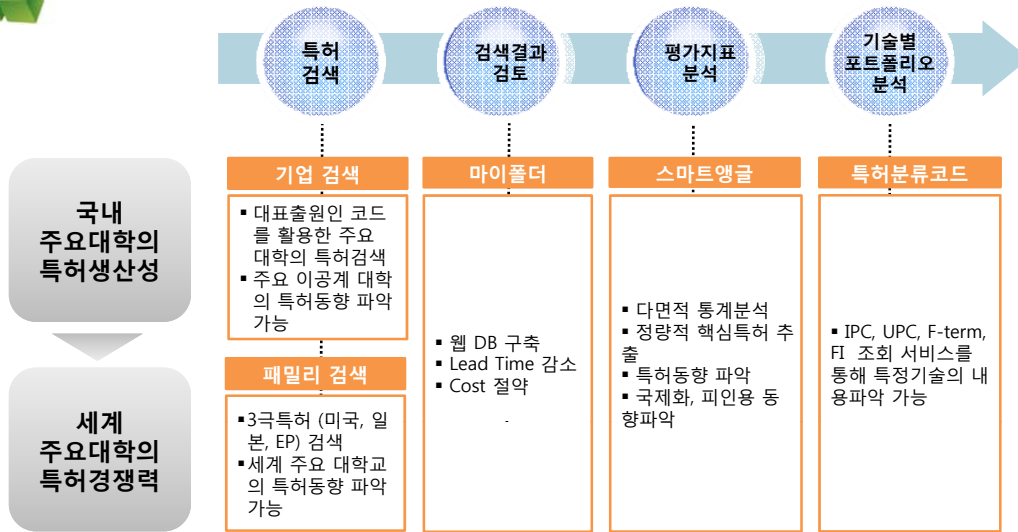 특허
검색
검색결과
검토
평가지표
분석
기술별
포트폴리오
분석
국내
주요대학의
특허생산성
세계
주요대학의
특허경쟁력
기업 검색
▪ 대표출원인 코드
를 활용한 주요
대학의 특허검색
▪ 주요 이공계 대학
의 특허동향 파악
가능
패밀리 검색
▪3극특허 (미국, 일
본, EP) 검색
▪세계 주요 대학교
의 특허동향 파악
가능
마이폴더
▪ 웹 DB 구축
▪ Lead Time 감소
▪ Cost 절약
-
스마트앵글
▪ 다면적 통계분석
▪ 정량적 핵심특허 추
출
▪ 특허동향 파악
▪ 국제화, 피인용 동
향파악
특허분류코드
▪ IPC, UPC, F-term,
FI 조회 서비스를
통해 특정기술의 내
용파악 가능